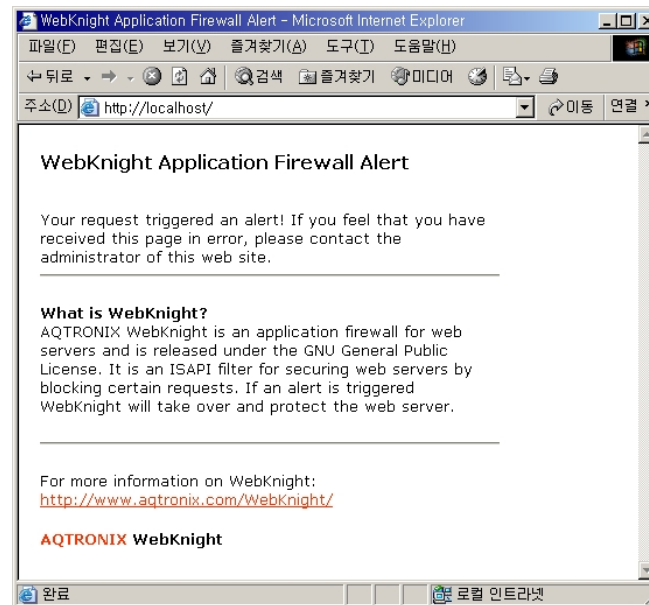 WebKnight Application Firewall Alert - Microsoft Internet Explorer
파일(F) 편집(E) 보기(V) 즐겨찾기(A) 도구(T) 도움말(H)
뒤로 검색 즐겨찾기 미디어
주소(D) http://localhost/ 이동 연결
WebKnight Application Firewall Alert
Your request triggered an alert! If you feel that you have
received this page in error, please contact the
administrator of this web site.
What is WebKnight?
AQTRONIX WebKnight is an application firewall for web
servers and is released under the GNU General Public
License. It is an ISAPI filter for securing web servers by
blocking certain requests. If an alert is triggered
WebKnight will take over and protect the web server.
For more information on WebKnight:
http://www.aqtronix.com/WebKnight/
AQTRONIX WebKnight
완료 로컬 인트라넷